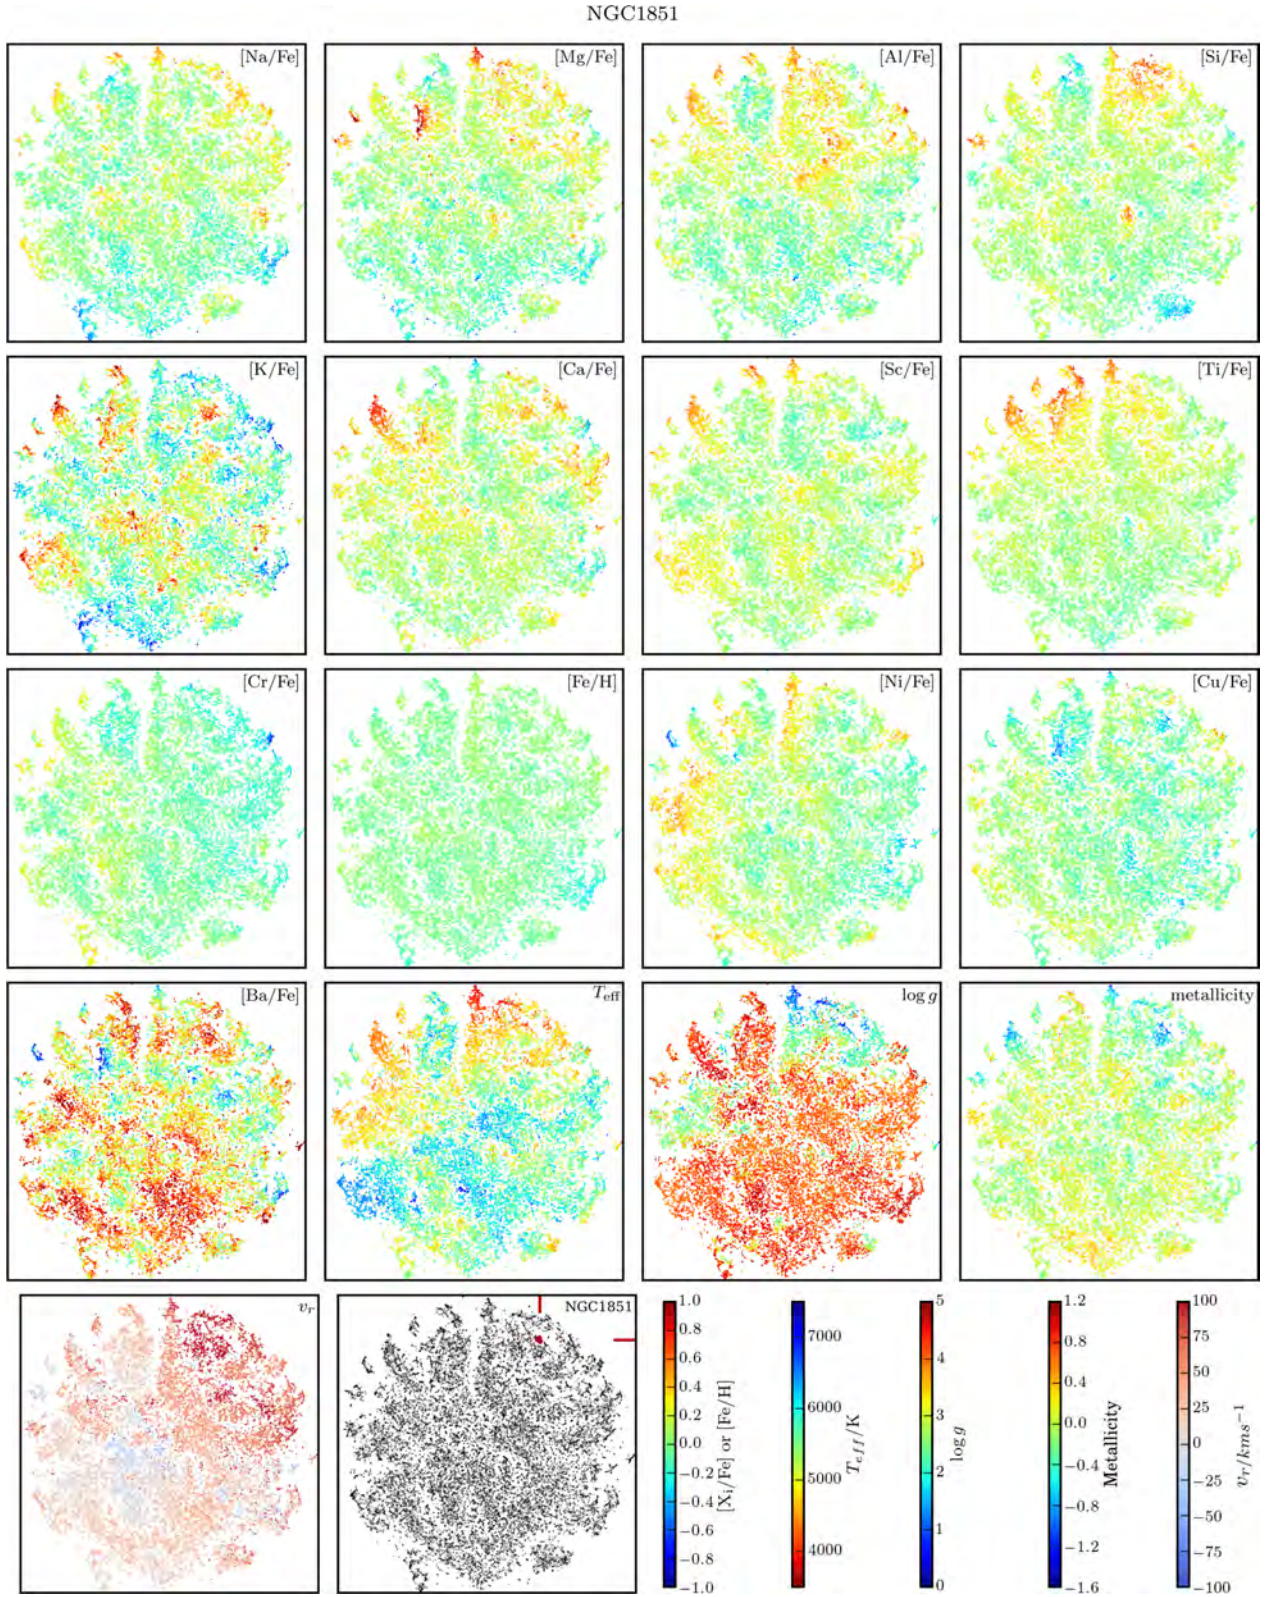 NGC1851
[Na/Fe]
[Mg/Fe]
[Al/Fe]
[Si/Fe]
[K/Fe]
[Ca/Fe]
[Sc/Fe]
[Ti/Fe]
[Cr/Fe]
[Fe/H]
[Ni/Fe]
[Cu/Fe]
[Ba/Fe]
T_eff
log g
metallicity
v_r
NGC1851
1.0
0.8
0.6
0.4
0.2
0.0
−0.2
−0.4
−0.6
−0.8
−1.0
[X_i/Fe] or [Fe/H]
7000
6000
5000
4000
T_eff/K
5
4
3
2
1
0
log g
1.2
0.8
0.4
0.0
−0.4
−0.8
−1.2
−1.6
Metallicity
100
75
50
25
0
−25
−50
−75
−100
v_r/kms^−1